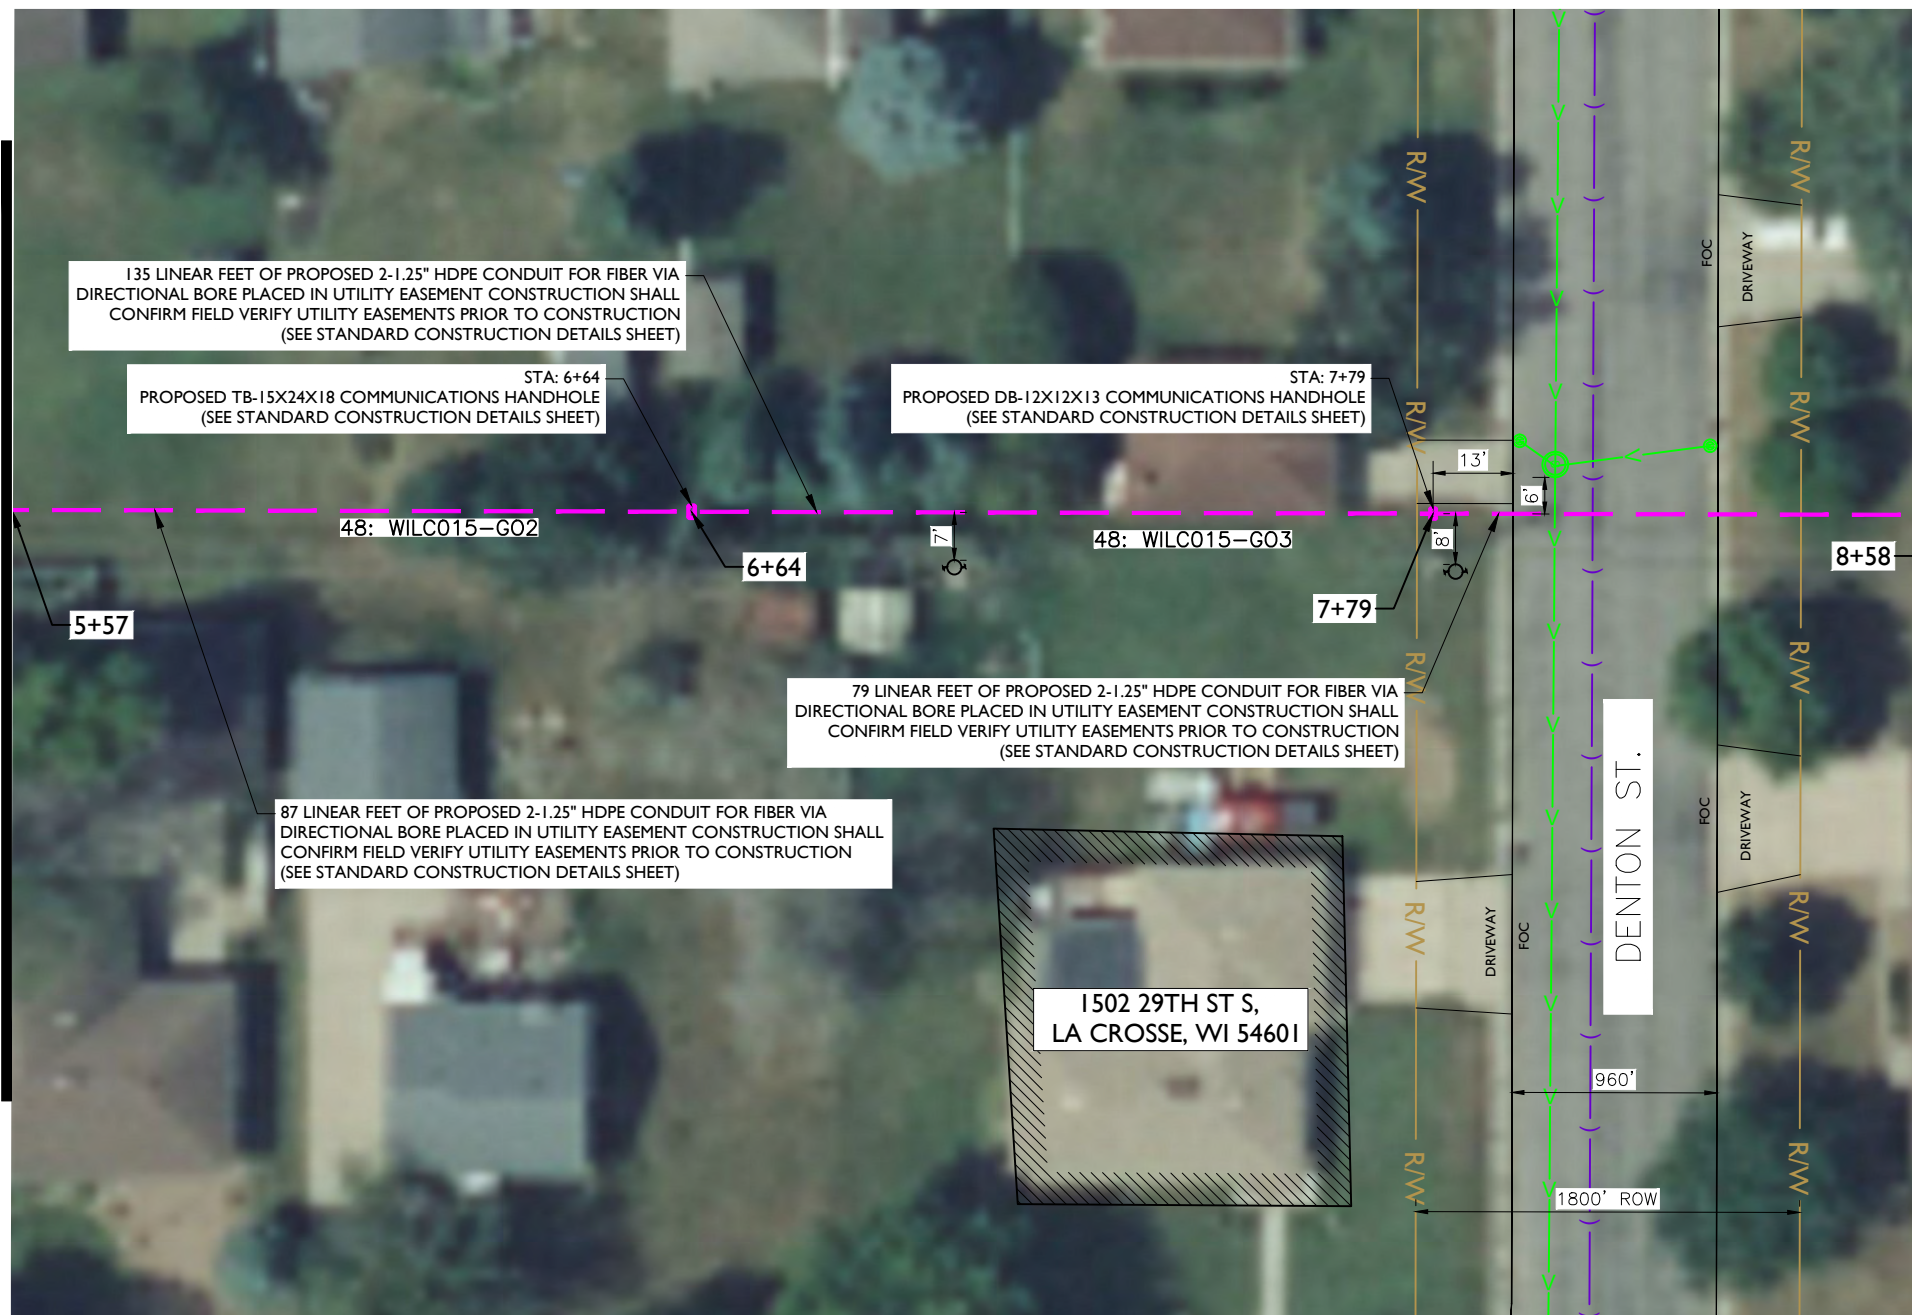 135 LINEAR FEET OF PROPOSED 2-1.25" HDPE CONDUIT FOR FIBER VIA
DIRECTIONAL BORE PLACED IN UTILITY EASEMENT CONSTRUCTION SHALL
CONFIRM FIELD VERIFY UTILITY EASEMENTS PRIOR TO CONSTRUCTION
(SEE STANDARD CONSTRUCTION DETAILS SHEET)
STA: 6+64
PROPOSED TB-15X24X18 COMMUNICATIONS HANDHOLE
(SEE STANDARD CONSTRUCTION DETAILS SHEET)
STA: 7+79
PROPOSED DB-12X12X13 COMMUNICATIONS HANDHOLE
(SEE STANDARD CONSTRUCTION DETAILS SHEET)
R/W
R/W
FOC
DRIVEWAY
R/W
R/W
13'
6'
48: WILC015-G02
7'
48: WILC015-G03
8'
6+64
8+58
5+57
7+79
R/W
R/W
79 LINEAR FEET OF PROPOSED 2-1.25" HDPE CONDUIT FOR FIBER VIA
DIRECTIONAL BORE PLACED IN UTILITY EASEMENT CONSTRUCTION SHALL
CONFIRM FIELD VERIFY UTILITY EASEMENTS PRIOR TO CONSTRUCTION
(SEE STANDARD CONSTRUCTION DETAILS SHEET)
87 LINEAR FEET OF PROPOSED 2-1.25" HDPE CONDUIT FOR FIBER VIA
DIRECTIONAL BORE PLACED IN UTILITY EASEMENT CONSTRUCTION SHALL
CONFIRM FIELD VERIFY UTILITY EASEMENTS PRIOR TO CONSTRUCTION
(SEE STANDARD CONSTRUCTION DETAILS SHEET)
DENTON ST.
FOC
DRIVEWAY
R/W
DRIVEWAY
FOC
R/W
1502 29TH ST S,
LA CROSSE, WI 54601
960'
R/W
R/W
1800' ROW